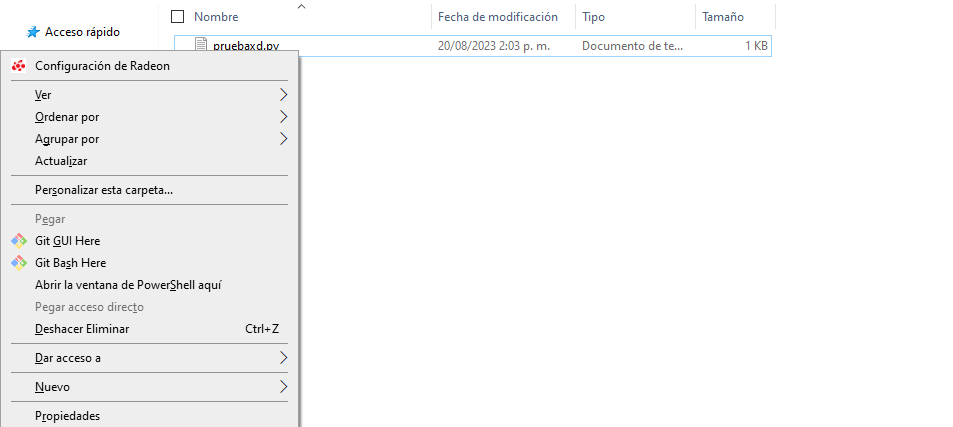 Nombre Fecha de modificación Tipo Tamaño
Acceso rápido
pruebaxd.py 20/08/2023 2:03 p. m. Documento de te... 1 KB
Configuración de Radeon
Ver
Ordenar por
Agrupar por
Actualizar
Personalizar esta carpeta...
Pegar
Git GUI Here
Git Bash Here
Abrir la ventana de PowerShell aquí
Pegar acceso directo
Deshacer Eliminar Ctrl+Z
Dar acceso a
Nuevo
Propiedades